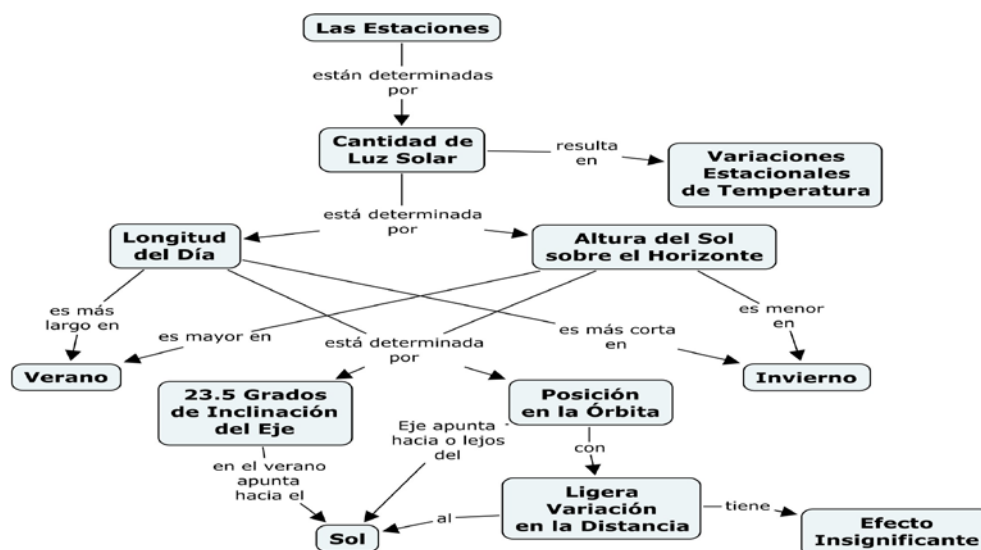 Las Estaciones
están determinadas
por
Cantidad de
Luz Solar
resulta
en
Variaciones
Estacionales
de Temperatura
está determinada
por
Longitud
del Día
Altura del Sol
sobre el Horizonte
es más
largo en
es mayor en
está determinada
por
es más corta
en
es menor
en
Verano
Invierno
23.5 Grados
de Inclinación
del Eje
Posición
en la Órbita
Eje apunta
hacia o lejos
del
en el verano
apunta
hacia el
con
Sol
al
Ligera
Variación
en la Distancia
tiene
Efecto
Insignificante